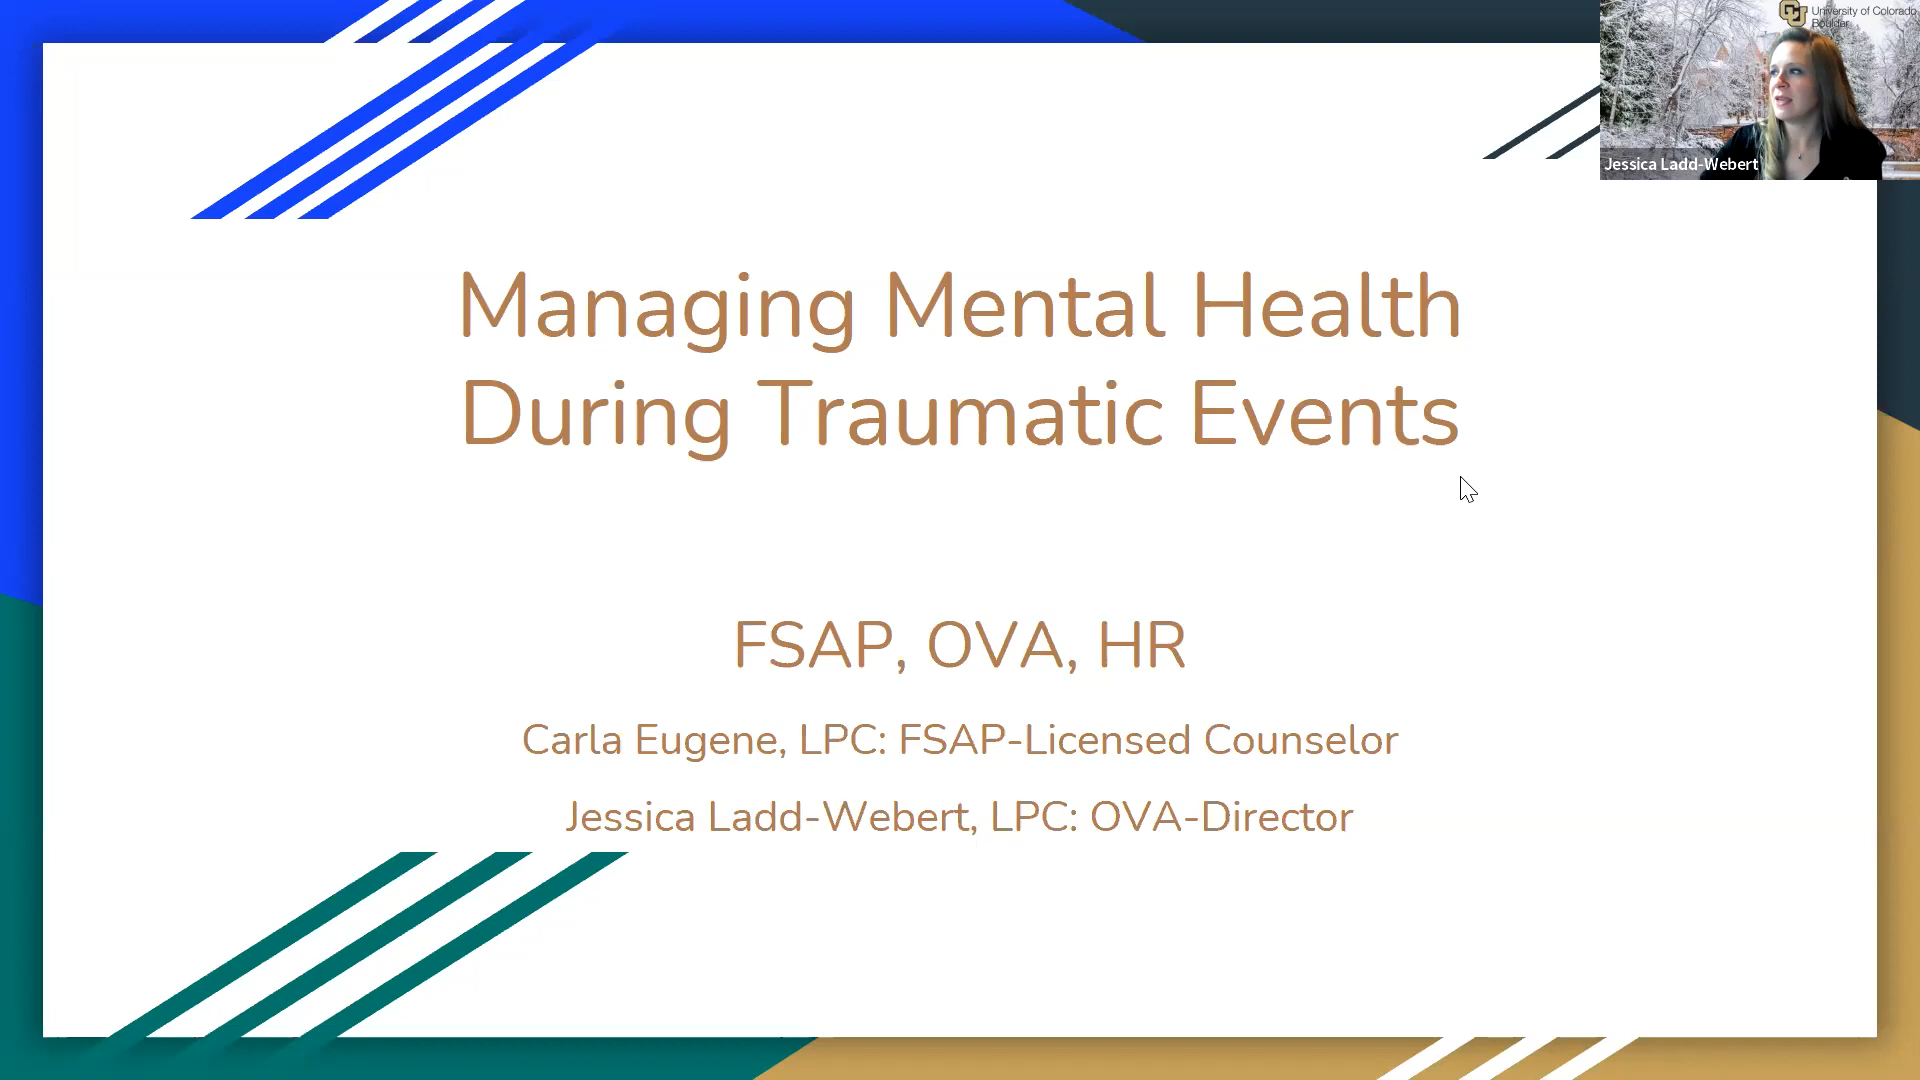 University of Colorado
Boulder
Jessica Ladd-Webert
Managing Mental Health
During Traumatic Events
FSAP, OVA, HR
Carla Eugene, LPC: FSAP-Licensed Counselor
Jessica Ladd-Webert, LPC: OVA-Director